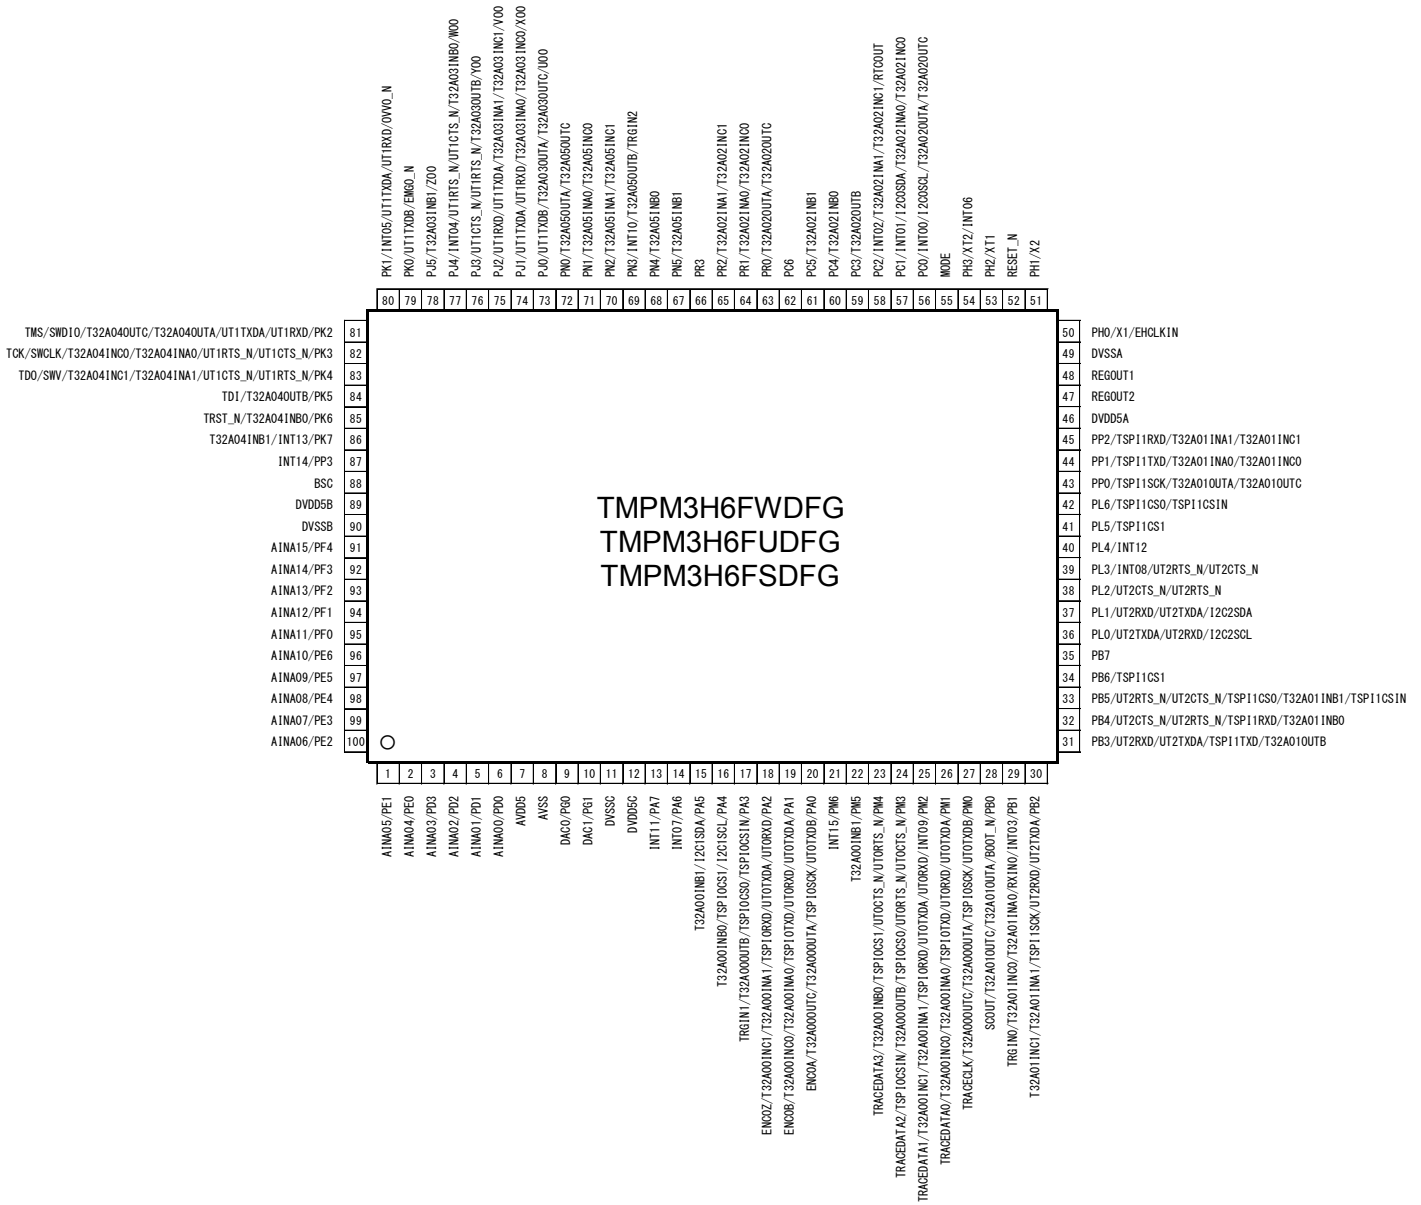 PK1/INT05/UT1TXDA/UT1RXD/OVV0_N
PK0/UT1TXDB/EMG0_N
PJ5/T32A03INB1/ZO0
PJ4/INT04/UT1RTS_N/UT1CTS_N/T32A03INB0/WO0
PJ3/UT1CTS_N/UT1RTS_N/T32A03OUTB/YO0
PJ2/UT1RXD/UT1TXDA/T32A03INA1/T32A03INC1/VO0
PJ1/UT1TXDA/UT1RXD/T32A03INA0/T32A03INC0/XO0
PJ0/UT1TXDB/T32A03OUTA/T32A03OUTC/UO0
PN0/T32A05OUTA/T32A05OUTC
PN1/T32A05INA0/T32A05INC0
PN2/T32A05INA1/T32A05INC1
PN3/INT10/T32A05OUTB/TRGIN2
PN4/T32A05INB0
PN5/T32A05INB1
PR3
PR2/T32A02INA1/T32A02INC1
PR1/T32A02INA0/T32A02INC0
PR0/T32A02OUTA/T32A02OUTC
PC6
PC5/T32A02INB1
PC4/T32A02INB0
PC3/T32A02OUTB
PC2/INT02/T32A02INA1/T32A02INC1/RTCOUT
PC1/INT01/I2C0SDA/T32A02INA0/T32A02INC0
PC0/INT00/I2C0SCL/T32A02OUTA/T32A02OUTC
MODE
PH3/XT2/INT06
PH2/XT1
RESET_N
PH1/X2
80 79 78 77 76 75 74 73 72 71 70 69 68 67 66 65 64 63 62 61 60 59 58 57 56 55 54 53 52 51
TMS/SWDIO/T32A04OUTC/T32A04OUTA/UT1TXDA/UT1RXD/PK2 81
TCK/SWCLK/T32A04INC0/T32A04INA0/UT1RTS_N/UT1CTS_N/PK3 82
TDO/SWV/T32A04INC1/T32A04INA1/UT1CTS_N/UT1RTS_N/PK4 83
TDI/T32A04OUTB/PK5 84
TRST_N/T32A04INB0/PK6 85
T32A04INB1/INT13/PK7 86
INT14/PP3 87
BSC 88
DVDD5B 89
DVSSB 90
AINA15/PF4 91
AINA14/PF3 92
AINA13/PF2 93
AINA12/PF1 94
AINA11/PF0 95
AINA10/PE6 96
AINA09/PE5 97
AINA08/PE4 98
AINA07/PE3 99
AINA06/PE2 100
TMPM3H6FWDFG
TMPM3H6FUDFG
TMPM3H6FSDFG
50 PH0/X1/EHCLKIN
49 DVSSA
48 REGOUT1
47 REGOUT2
46 DVDD5A
45 PP2/TSPI1RXD/T32A01INA1/T32A01INC1
44 PP1/TSPI1TXD/T32A01INA0/T32A01INC0
43 PP0/TSPI1SCK/T32A01OUTA/T32A01OUTC
42 PL6/TSPI1CS0/TSPI1CSIN
41 PL5/TSPI1CS1
40 PL4/INT12
39 PL3/INT08/UT2RTS_N/UT2CTS_N
38 PL2/UT2CTS_N/UT2RTS_N
37 PL1/UT2RXD/UT2TXDA/I2C2SDA
36 PL0/UT2TXDA/UT2RXD/I2C2SCL
35 PB7
34 PB6/TSPI1CS1
33 PB5/UT2RTS_N/UT2CTS_N/TSPI1CS0/T32A01INB1/TSPI1CSIN
32 PB4/UT2CTS_N/UT2RTS_N/TSPI1RXD/T32A01INB0
31 PB3/UT2RXD/UT2TXDA/TSPI1TXD/T32A01OUTB
1 2 3 4 5 6 7 8 9 10 11 12 13 14 15 16 17 18 19 20 21 22 23 24 25 26 27 28 29 30
AINA05/PE1
AINA04/PE0
AINA03/PD3
AINA02/PD2
AINA01/PD1
AINA00/PD0
AVDD5
AVSS
DAC0/PG0
DAC1/PG1
DVSSC
DVDD5C
INT11/PA7
INT07/PA6
T32A00INB1/I2C1SDA/PA5
T32A00INB0/TSPI0CS1/I2C1SCL/PA4
TRGIN1/T32A00OUTB/TSPI0CS0/TSPI0CSIN/PA3
ENC0Z/T32A00INC1/T32A00INA1/TSPI0RXD/UT0TXDA/UT0RXD/PA2
ENC0B/T32A00INC0/T32A00INA0/TSPI0TXD/UT0RXD/UT0TXDA/PA1
ENC0A/T32A00OUTC/T32A00OUTA/TSPI0SCK/UT0TXDB/PA0
INT15/PM6
T32A00INB1/PM5
TRACEDATA3/T32A00INB0/TSPI0CS1/UT0CTS_N/UT0RTS_N/PM4
TRACEDATA2/TSPI0CSIN/T32A00OUTB/TSPI0CS0/UT0RTS_N/UT0CTS_N/PM3
TRACEDATA1/T32A00INC1/T32A00INA1/TSPI0RXD/UT0TXDA/UT0RXD/INT09/PM2
TRACEDATA0/T32A00INC0/T32A00INA0/TSPI0TXD/UT0RXD/UT0TXDA/PM1
TRACECLK/T32A00OUTC/T32A00OUTA/TSPI0SCK/UT0TXDB/PM0
SCOUT/T32A01OUTC/T32A01OUTA/BOOT_N/PB0
TRGIN0/T32A01INC0/T32A01INA0/RXIN0/INT03/PB1
T32A01INC1/T32A01INA1/TSPI1SCK/UT2RXD/UT2TXDA/PB2